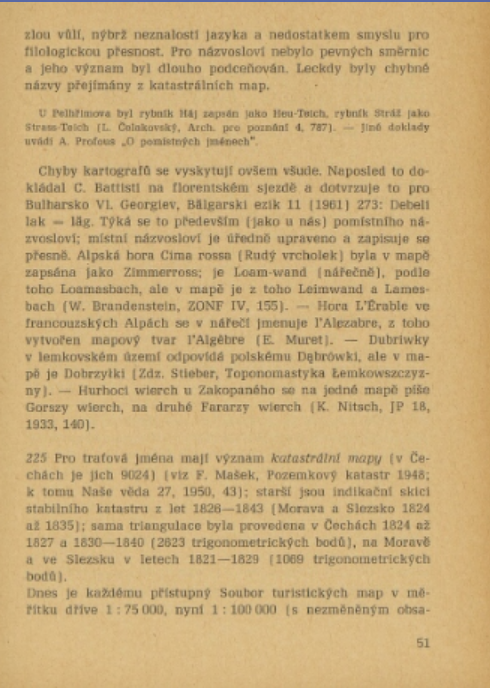 zlou vůlí, nýbrž neznalostí jazyka a nedostatkem smyslu pro
filologickou přesnost. Pro názvosloví nebylo pevných směrnic
a jeho význam byl dlouho podceňován. Leckdy byly chybné
názvy přejímány z katastrálních map.
U Pelhřimova byl rybník Háj zapsán jako Heu-Teich, rybník Stráž jako
Strass-Teich (L. Čelakovský, Arch. pro poznání 4, 787). — Jiné doklady
uvádí A. Profous „O pomístných jménech“.
Chyby kartografů se vyskytují ovšem všude. Naposled to do-
kládal C. Battisti na florentském sjezdě a dotvrzuje to pro
Bulharsko Vl. Georgiev, Bălgarski ezik 11 (1961) 273: Debeli
lak = lăg. Týká se to především (jako u nás) pomístního ná-
zvosloví; místní názvosloví je úředně upraveno a zapisuje se
přesně. Alpská hora Cima rossa (Rudý vrcholek) byla v mapě
zapsána jako Zimmerross; je Loam-wand (nářečně), podle
toho Loamasbach, ale v mapě je z toho Leimwand a Lames-
bach (W. Brandenstein, ZONF IV, 155). — Hora L'Érable ve
francouzských Alpách se v nářečí jmenuje l'Alezabre, z toho
vytvořen mapový tvar l'Algèbre (E. Muret). — Dubriwky
v lemkovském území odpovídá polskému Dąbrówki, ale v ma-
pě je Dobrzyłki (Zdz. Stieber, Toponomastyka Łemkowszczyz-
ny). — Hurhoci wierch u Zakopaného se na jedné mapě píše
Gorszy wierch, na druhé Fararzy wierch (K. Nitsch, JP 18,
1933, 140).
225 Pro traťová jména mají význam katastrální mapy (v Če-
chách je jich 9024) (viz F. Mašek, Pozemkový katastr 1948;
k tomu Naše věda 27, 1950, 43); starší jsou indikační skici
stabilního katastru z let 1826—1843 (Morava a Slezsko 1824
až 1835); sama triangulace byla provedena v Čechách 1824 až
1827 a 1830—1840 (2623 trigonometrických bodů), na Moravě
a ve Slezsku v letech 1821—1829 (1069 trigonometrických
bodů).
Dnes je každému přístupný Soubor turistických map v mě-
řítku dříve 1 : 75 000, nyní 1 : 100 000 (s nezměněným obsa-
51